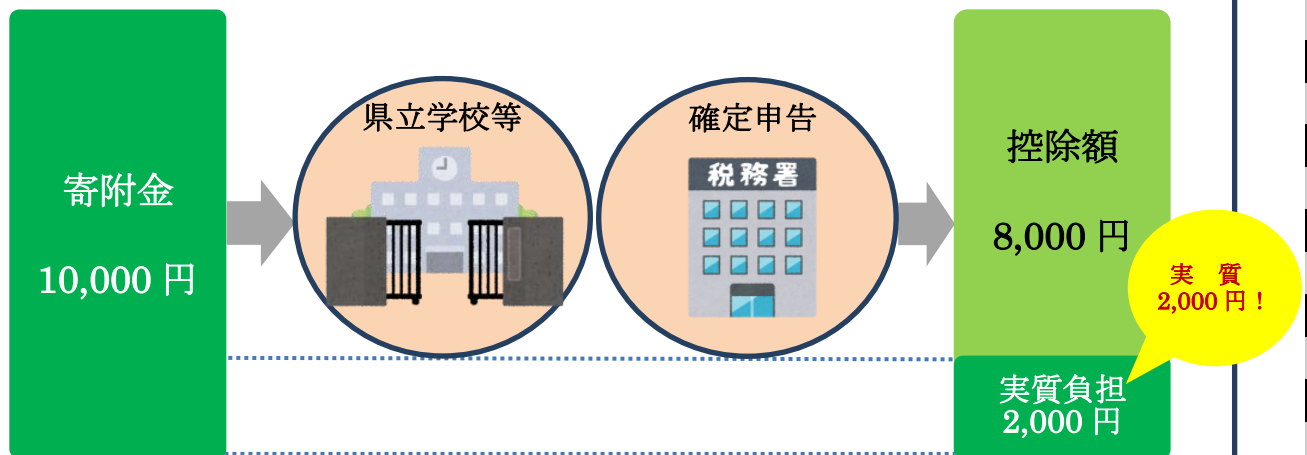 寄附金
10,000 円
県立学校等
確定申告
税務署
控除額
8,000 円
実 質
2,000 円！
実質負担
2,000 円